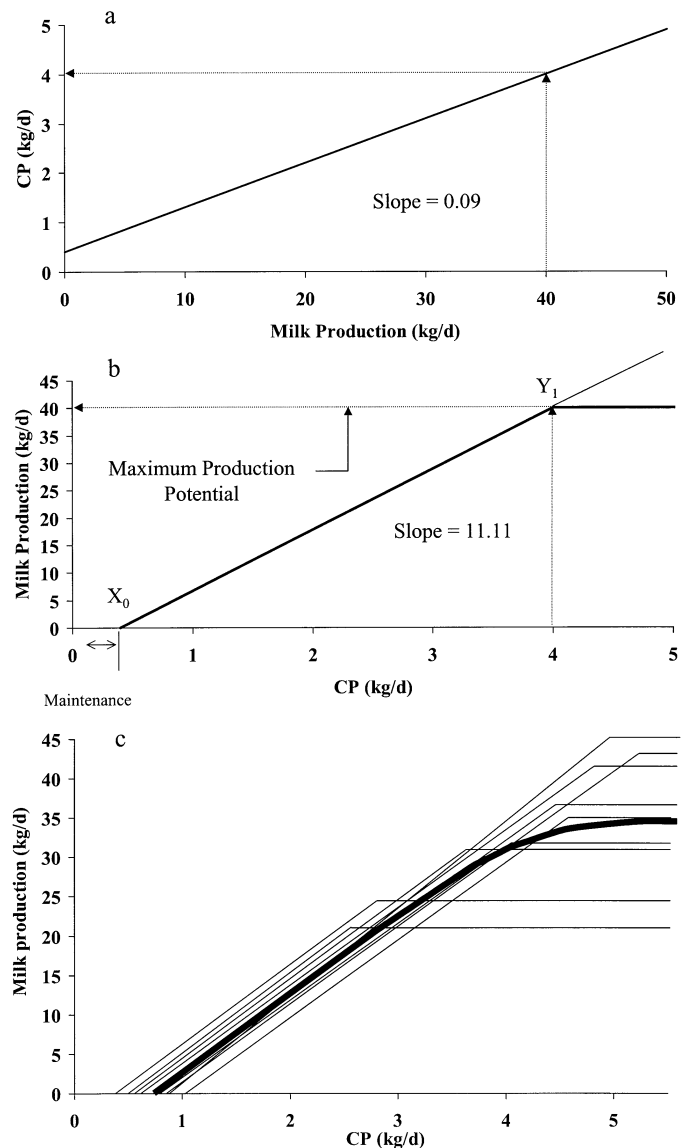 a
5
4
3
2
1
0
CP (kg/d)
Slope = 0.09
0 10 20 30 40 50
Milk Production (kg/d)
b
45
40
35
30
25
20
15
10
5
0
Milk Production (kg/d)
Y1
Maximum Production
Potential
Slope = 11.11
X0
0 1 2 3 4 5
CP (kg/d)
Maintenance
c
45
40
35
30
25
20
15
10
5
0
Milk production (kg/d)
0 1 2 3 4 5
CP (kg/d)